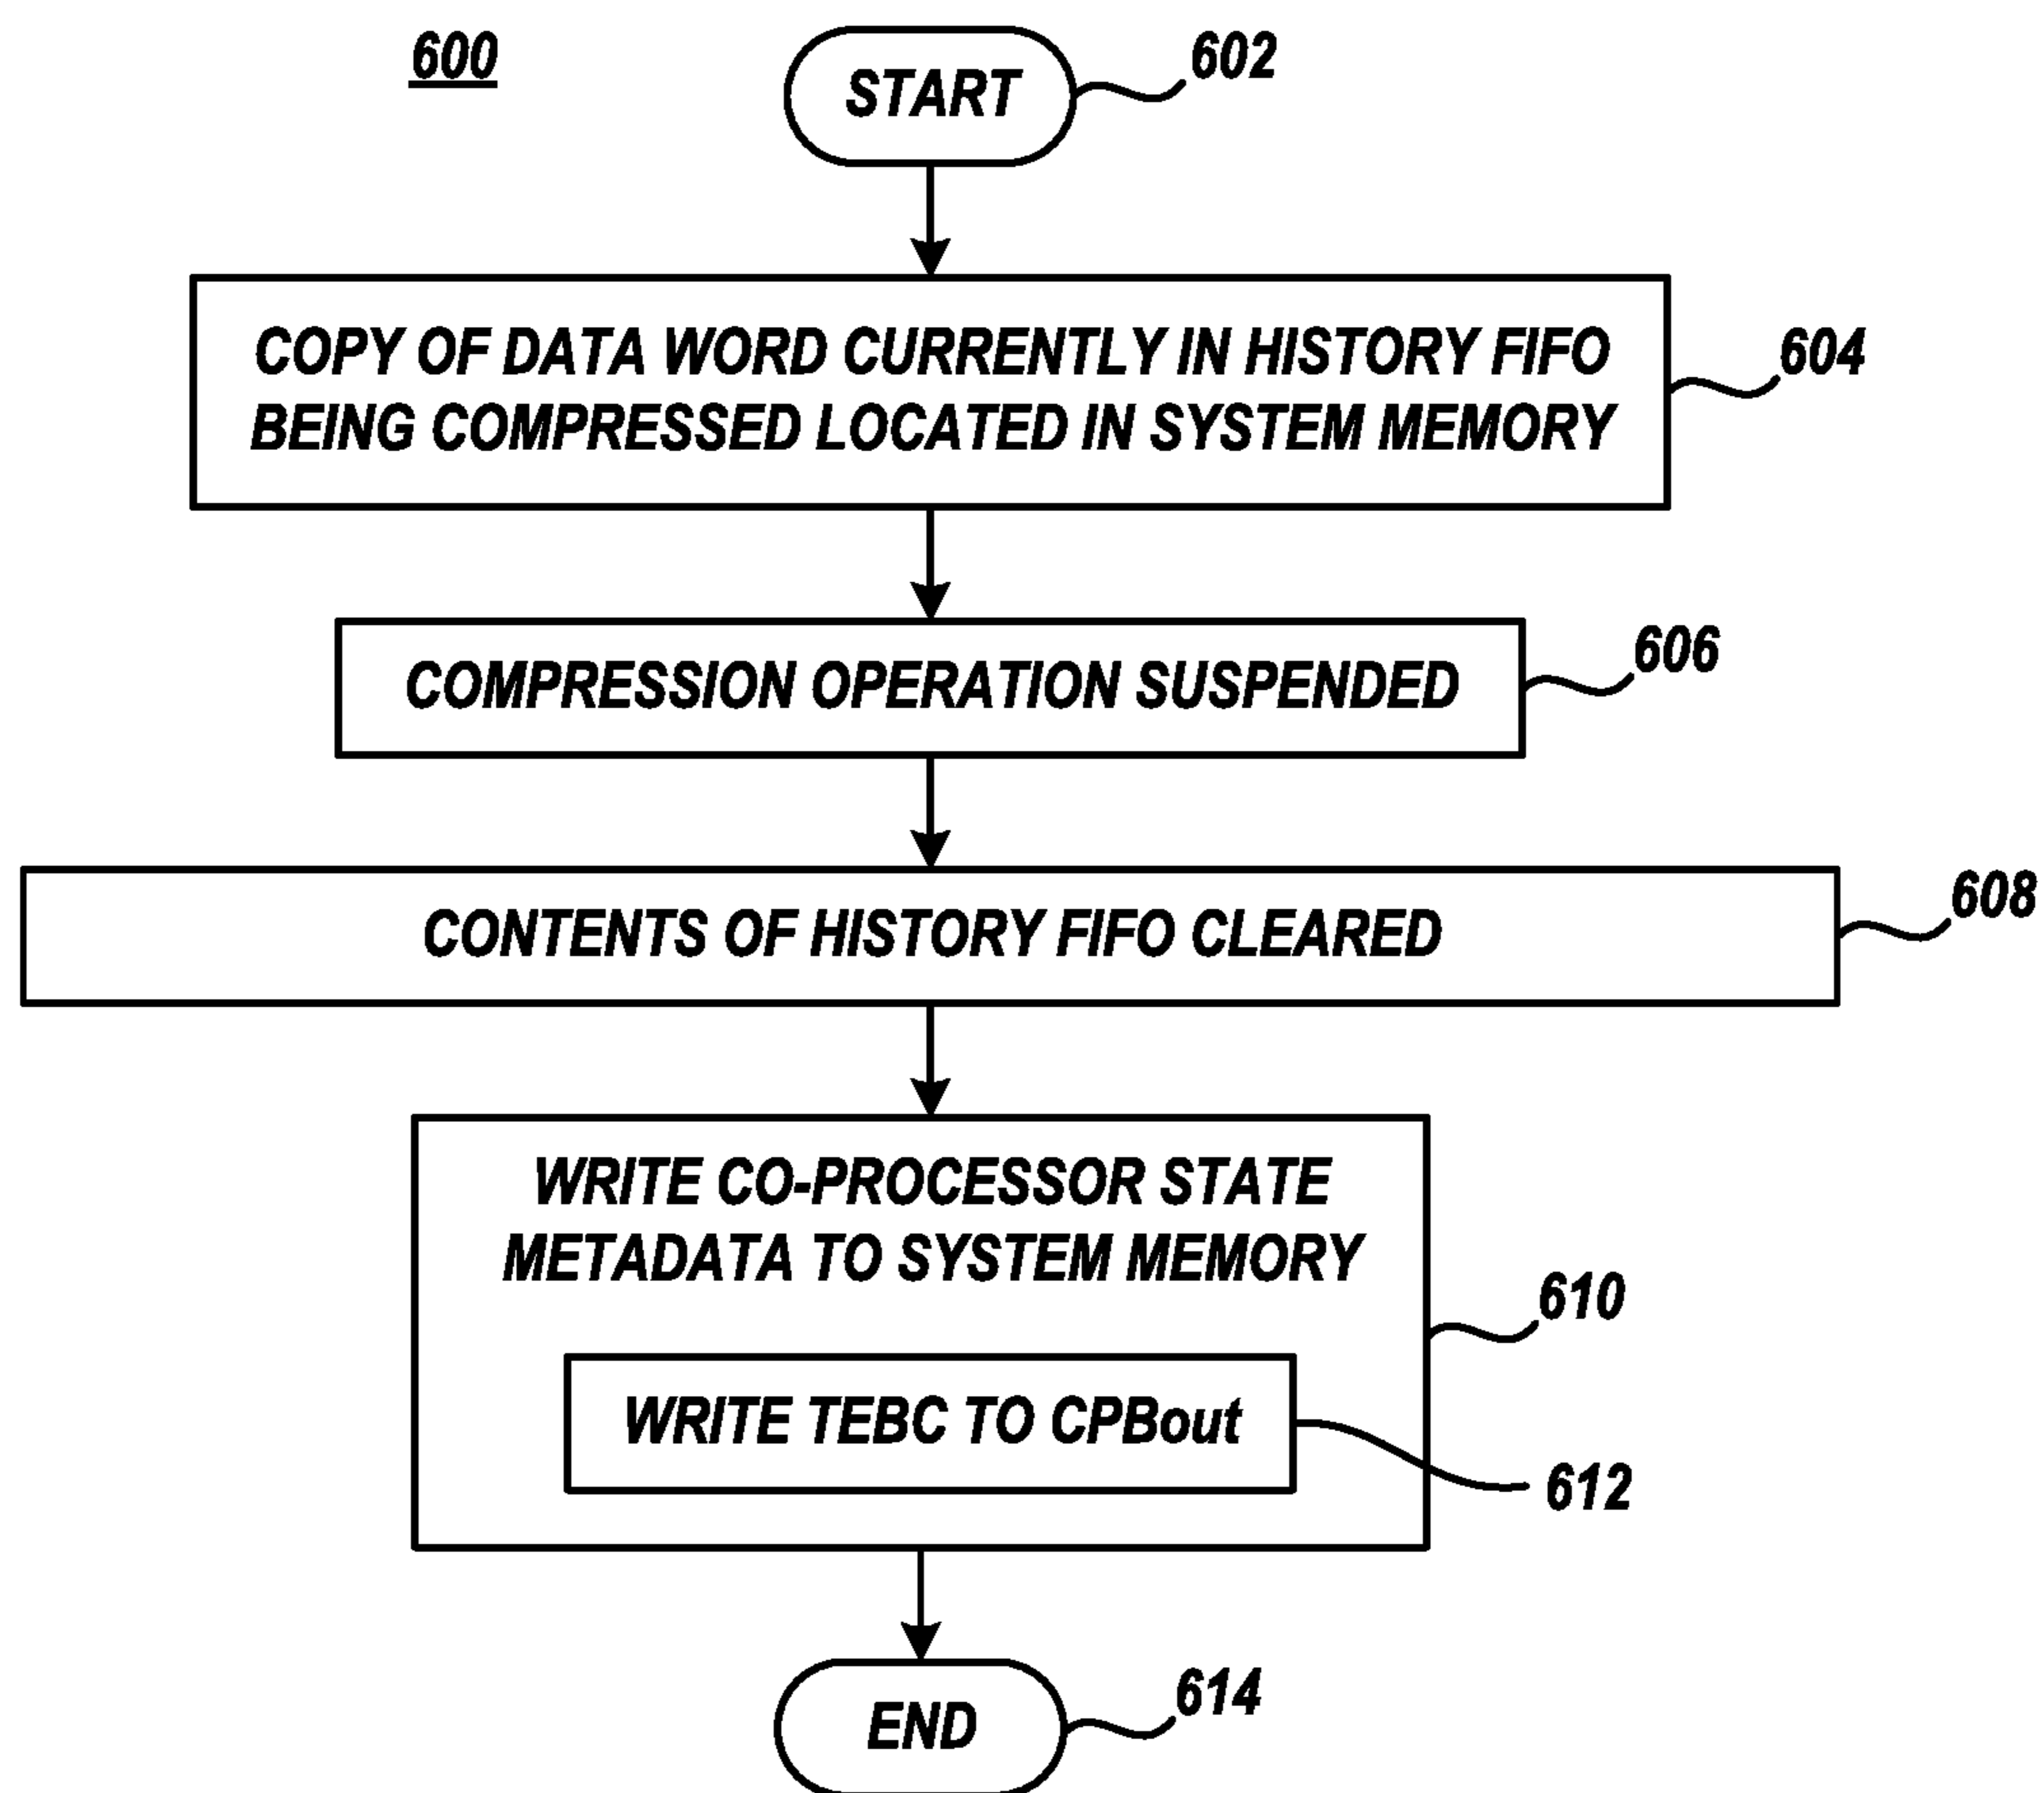 600
START
602
COPY OF DATA WORD CURRENTLY IN HISTORY FIFO
BEING COMPRESSED LOCATED IN SYSTEM MEMORY
604
COMPRESSION OPERATION SUSPENDED
606
CONTENTS OF HISTORY FIFO CLEARED
608
WRITE CO-PROCESSOR STATE
METADATA TO SYSTEM MEMORY
610
WRITE TEBC TO CPBout
612
END
614